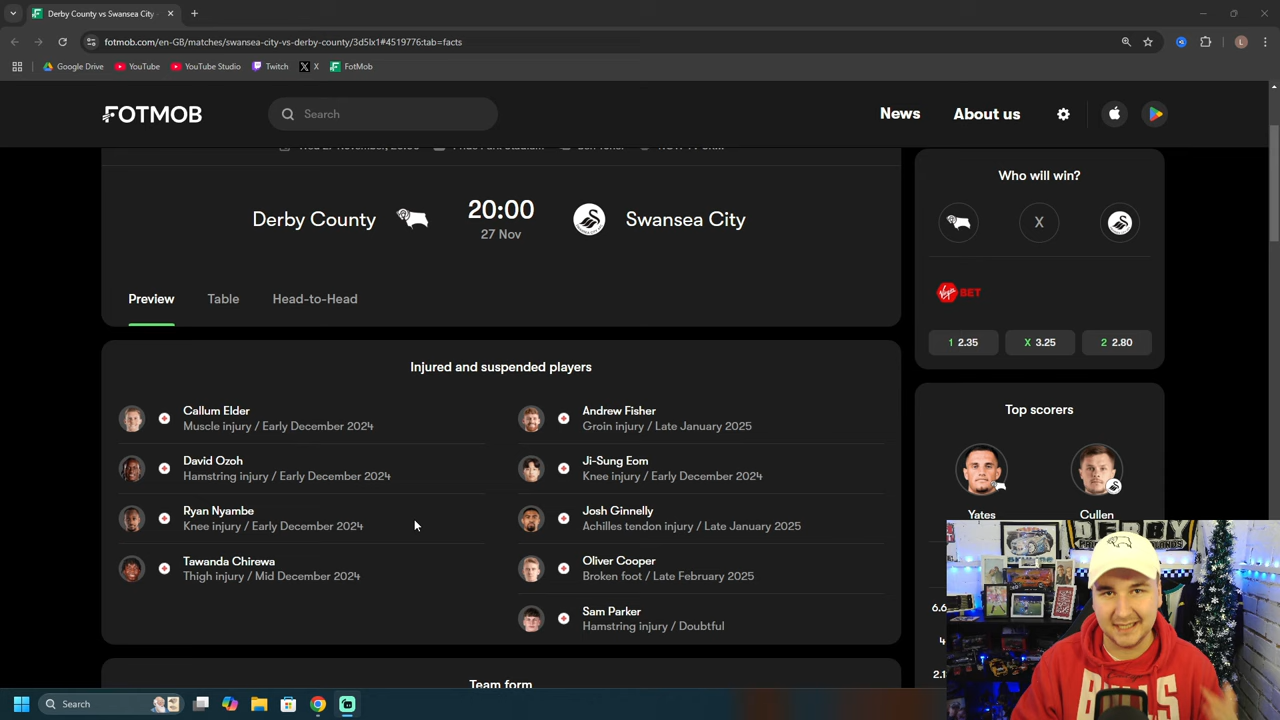 Derby County vs Swansea City
fotmob.com/en-GB/matches/swansea-city-vs-derby-county/3d5lx1#4519776:tab=facts
Google Drive
YouTube
YouTube Studio
Twitch
X
FotMob
FOTMOB
Search
News
About us
Derby County
20:00
27 Nov
Swansea City
Preview
Table
Head-to-Head
Injured and suspended players
Callum Elder
Muscle injury / Early December 2024
David Ozoh
Hamstring injury / Early December 2024
Ryan Nyambe
Knee injury / Early December 2024
Tawanda Chirewa
Thigh injury / Mid December 2024
Andrew Fisher
Groin injury / Late January 2025
Ji-Sung Eom
Knee injury / Early December 2024
Josh Ginnelly
Achilles tendon injury / Late January 2025
Oliver Cooper
Broken foot / Late February 2025
Sam Parker
Hamstring injury / Doubtful
Team form
Who will win?
X
Virgin BET
1 2.35
X 3.25
2 2.80
Top scorers
Yates
Cullen
DERBY
Search